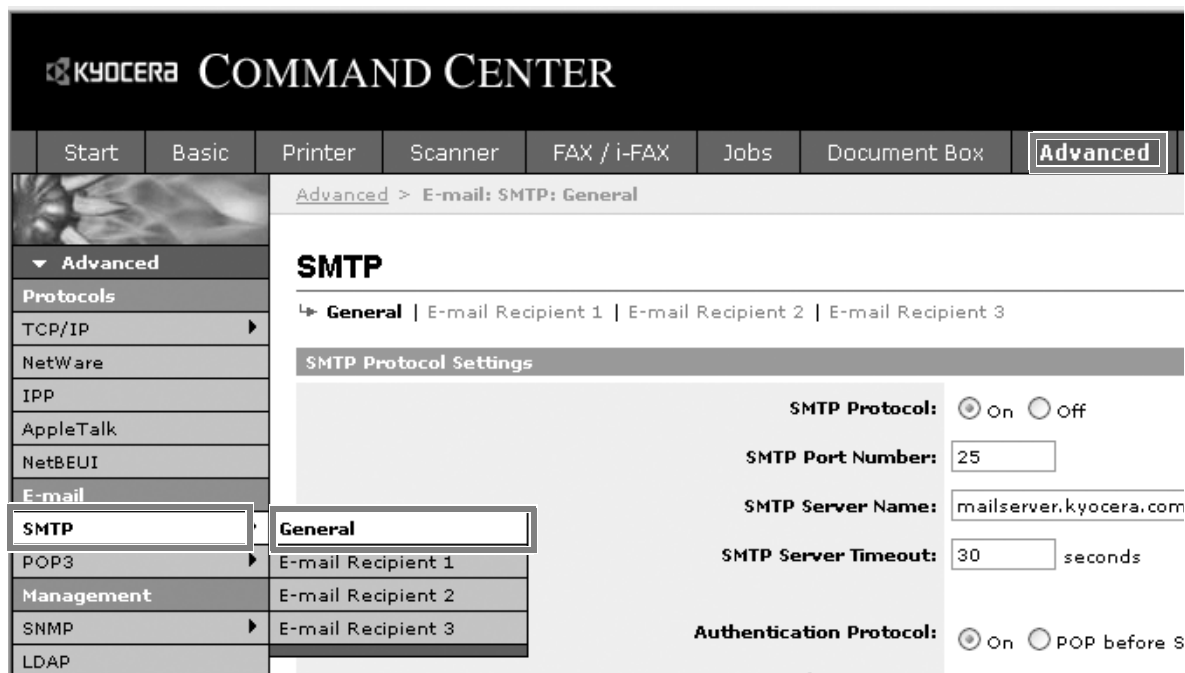 KYOCERA COMMAND CENTER
Start Basic Printer Scanner FAX / i-FAX Jobs Document Box Advanced
Advanced > E-mail: SMTP: General
Advanced
Protocols
TCP/IP
NetWare
IPP
AppleTalk
NetBEUI
E-mail
SMTP
POP3
Management
SNMP
LDAP
General
E-mail Recipient 1
E-mail Recipient 2
E-mail Recipient 3
SMTP
General | E-mail Recipient 1 | E-mail Recipient 2 | E-mail Recipient 3
SMTP Protocol Settings
SMTP Protocol: On Off
SMTP Port Number: 25
SMTP Server Name: mailserver.kyocera.com
SMTP Server Timeout: 30 seconds
Authentication Protocol: On POP before S